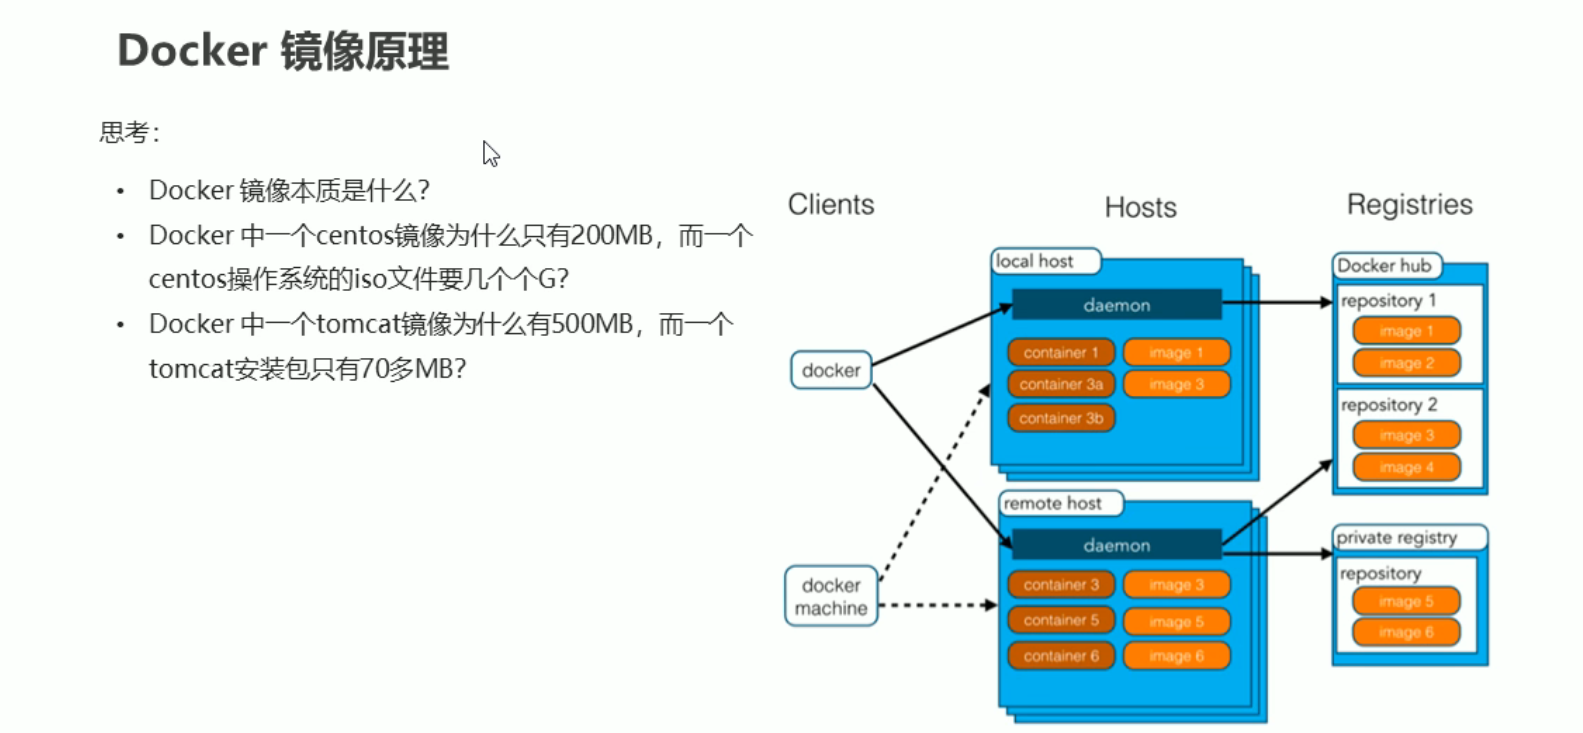 Docker 镜像原理
思考：
• Docker 镜像本质是什么？
• Docker 中一个centos镜像为什么只有200MB，而一个
centos操作系统的iso文件要几个个G？
• Docker 中一个tomcat镜像为什么有500MB，而一个
tomcat安装包只有70多MB？
Clients
docker
docker
machine
Hosts
local host
daemon
container 1 image 1
container 3a image 3
container 3b
remote host
daemon
container 3 image 3
container 5 image 5
container 6 image 6
Registries
Docker hub
repository 1
image 1
image 2
repository 2
image 3
image 4
private registry
repository
image 5
image 6